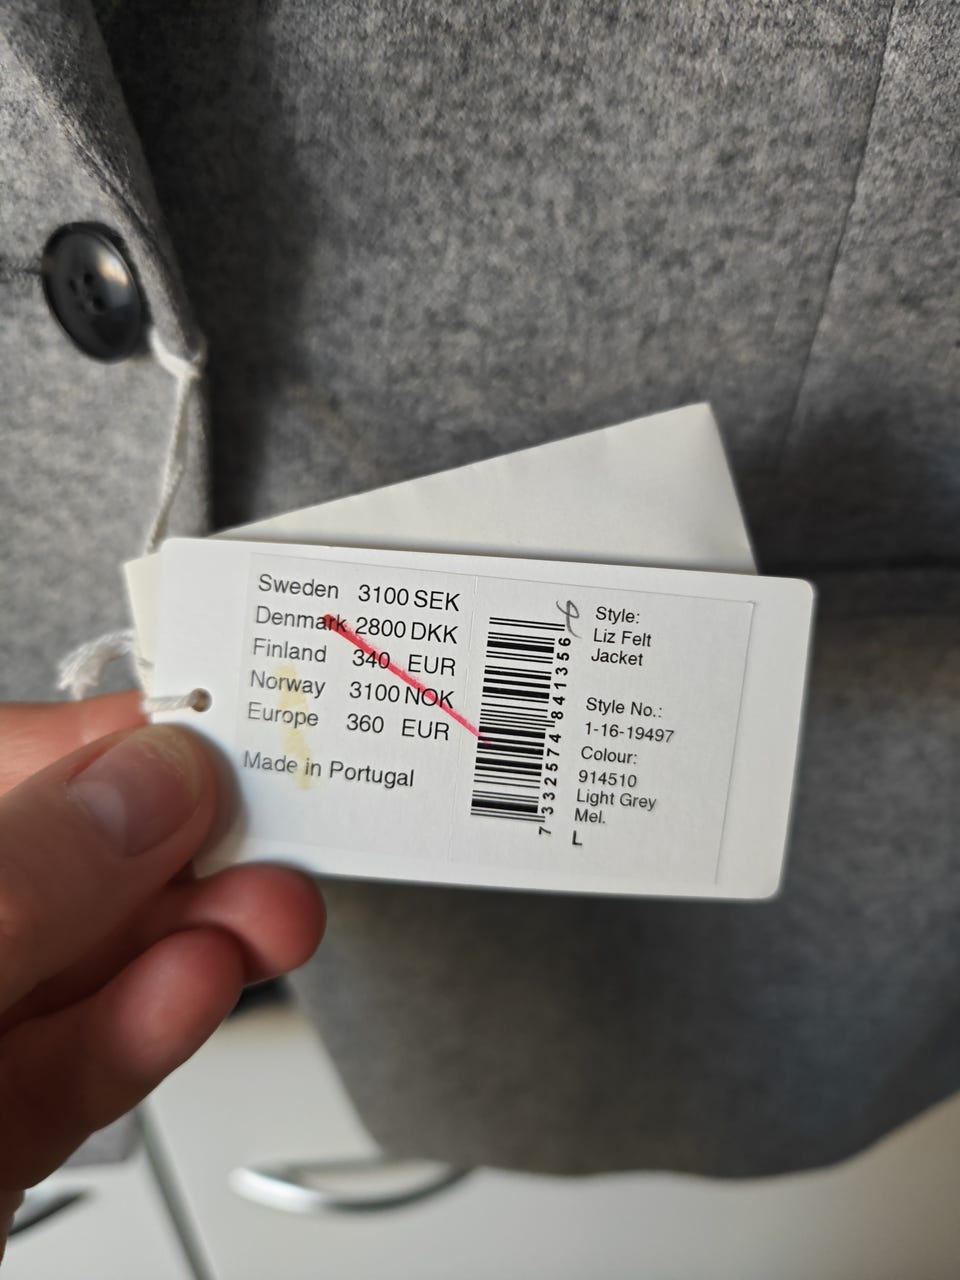 Sweden 3100 SEK
Denmark 2800 DKK
Finland 340 EUR
Norway 3100 NOK
Europe 360 EUR
Made in Portugal
7332574841356
Style:
Liz Felt
Jacket
Style No.:
1-16-19497
Colour:
914510
Light Grey
Mel.
L